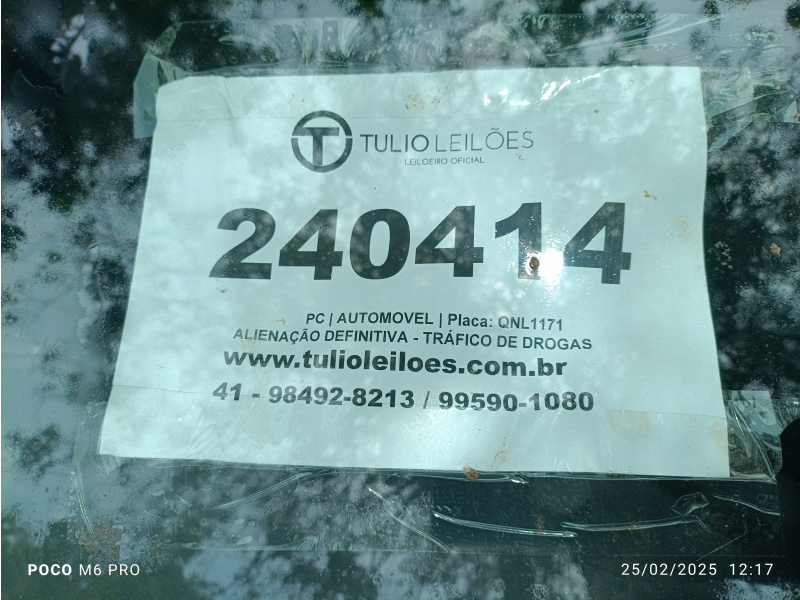 TULIO LEILÕES
LEILOEIRO OFICIAL
240414
PC | AUTOMOVEL | Placa: QNL1171
ALIENAÇÃO DEFINITIVA - TRÁFICO DE DROGAS
www.tulioleiloes.com.br
41 - 98492-8213 / 99590-1080
POCO M6 PRO
25/02/2025 12:17